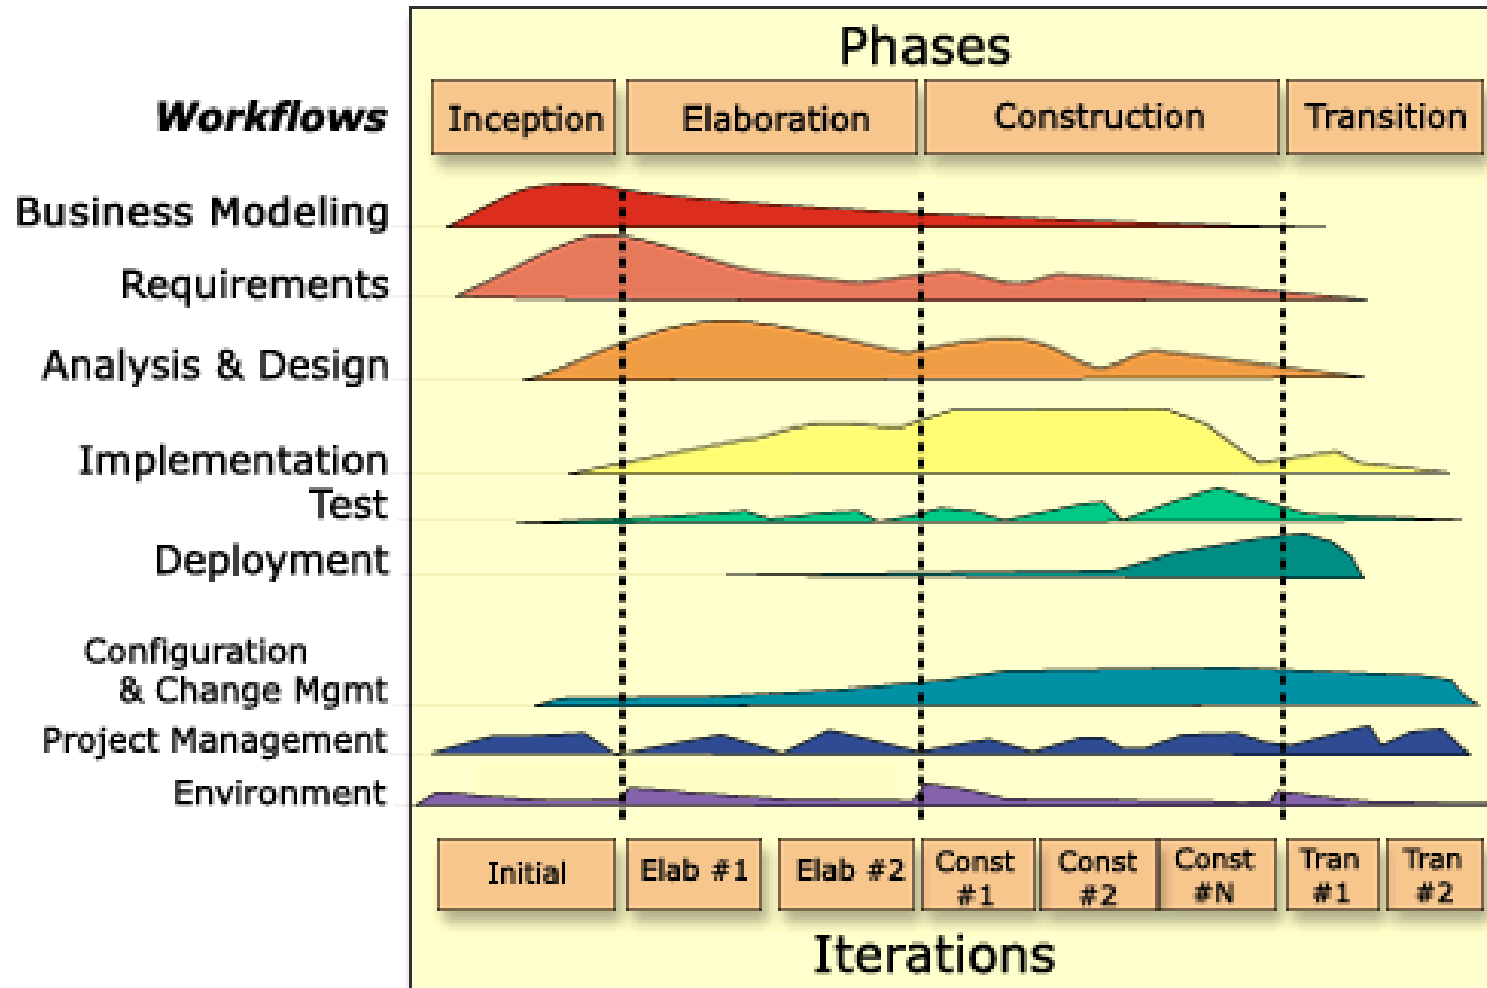 Phases
Workflows
Inception
Elaboration
Construction
Transition
Business Modeling
Requirements
Analysis & Design
Implementation
Test
Deployment
Configuration
& Change Mgmt
Project Management
Environment
Initial
Elab #1
Elab #2
Const
#1
Const
#2
Const
#N
Tran
#1
Tran
#2
Iterations